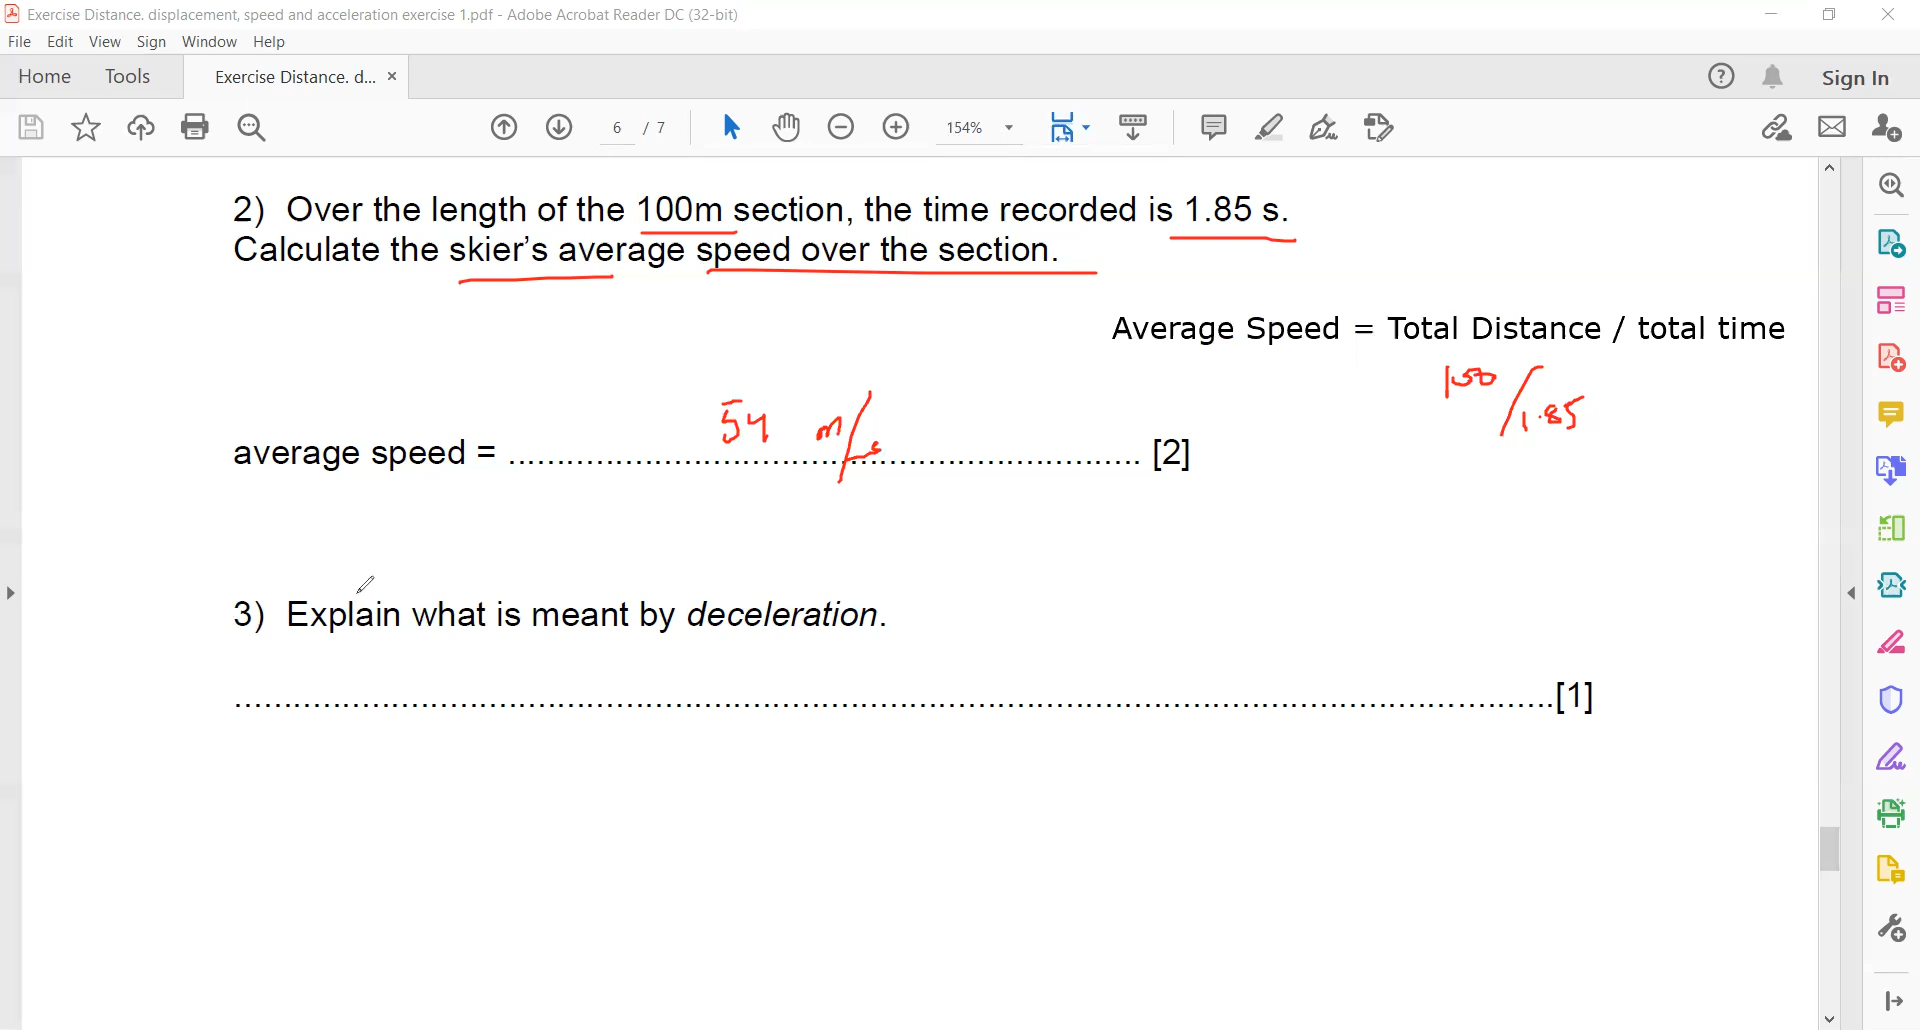 Exercise Distance. displacement, speed and acceleration exercise 1.pdf - Adobe Acrobat Reader DC (32-bit)
File Edit View Sign Window Help
Home Tools Exercise Distance. d... × Sign In
6 / 7 154%
2) Over the length of the 100m section, the time recorded is 1.85 s.
Calculate the skier's average speed over the section.
Average Speed = Total Distance / total time
100 / 1.85
54 m/s
average speed = ................................................................ [2]
3) Explain what is meant by deceleration.
....................................................................................................................................[1]